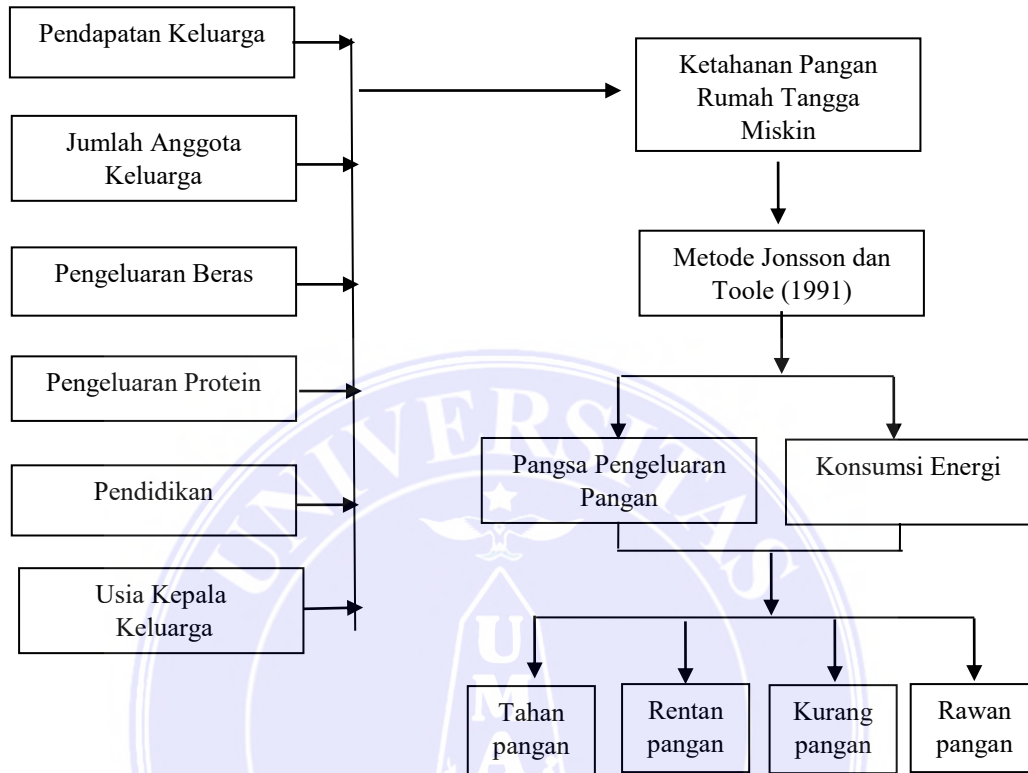 Pendapatan Keluarga
Jumlah Anggota
Keluarga
Pengeluaran Beras
Pengeluaran Protein
Pendidikan
Usia Kepala
Keluarga
Ketahanan Pangan
Rumah Tangga
Miskin
Metode Jonsson dan
Toole (1991)
Pangsa Pengeluaran
Pangan
Konsumsi Energi
Tahan
pangan
Rentan
pangan
Kurang
pangan
Rawan
pangan
UNIVERSITAS
U
M
A